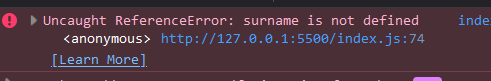 Uncaught ReferenceError: surname is not defined
<anonymous> http://127.0.0.1:5500/index.js:74
[Learn More]